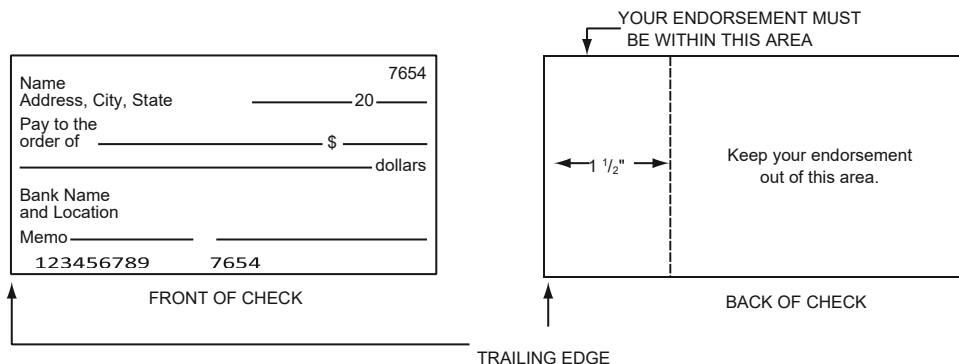 YOUR ENDORSEMENT MUST
BE WITHIN THIS AREA
7654
Name
Address, City, State 20
Pay to the
order of $
dollars
Bank Name
and Location
Memo
123456789 7654
FRONT OF CHECK
1 1/2"
Keep your endorsement
out of this area.
BACK OF CHECK
TRAILING EDGE